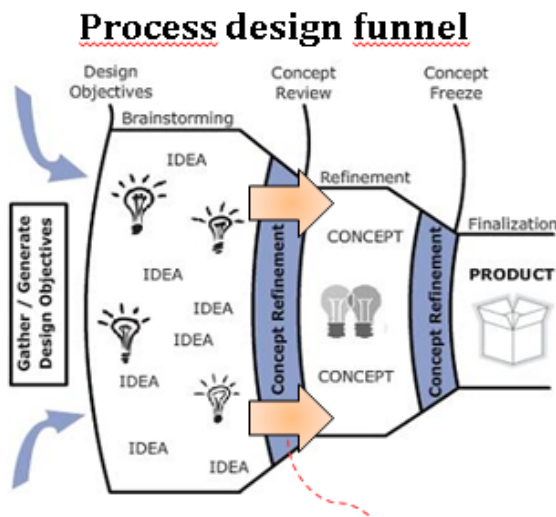 Process design funnel
Design
Objectives
Concept
Review
Concept
Freeze
Brainstorming
IDEA
Refinement
Gather / Generate
Design Objectives
IDEA
IDEA
IDEA
IDEA
IDEA
IDEA
Concept Refinement
CONCEPT
CONCEPT
Concept Refinement
Finalization
PRODUCT